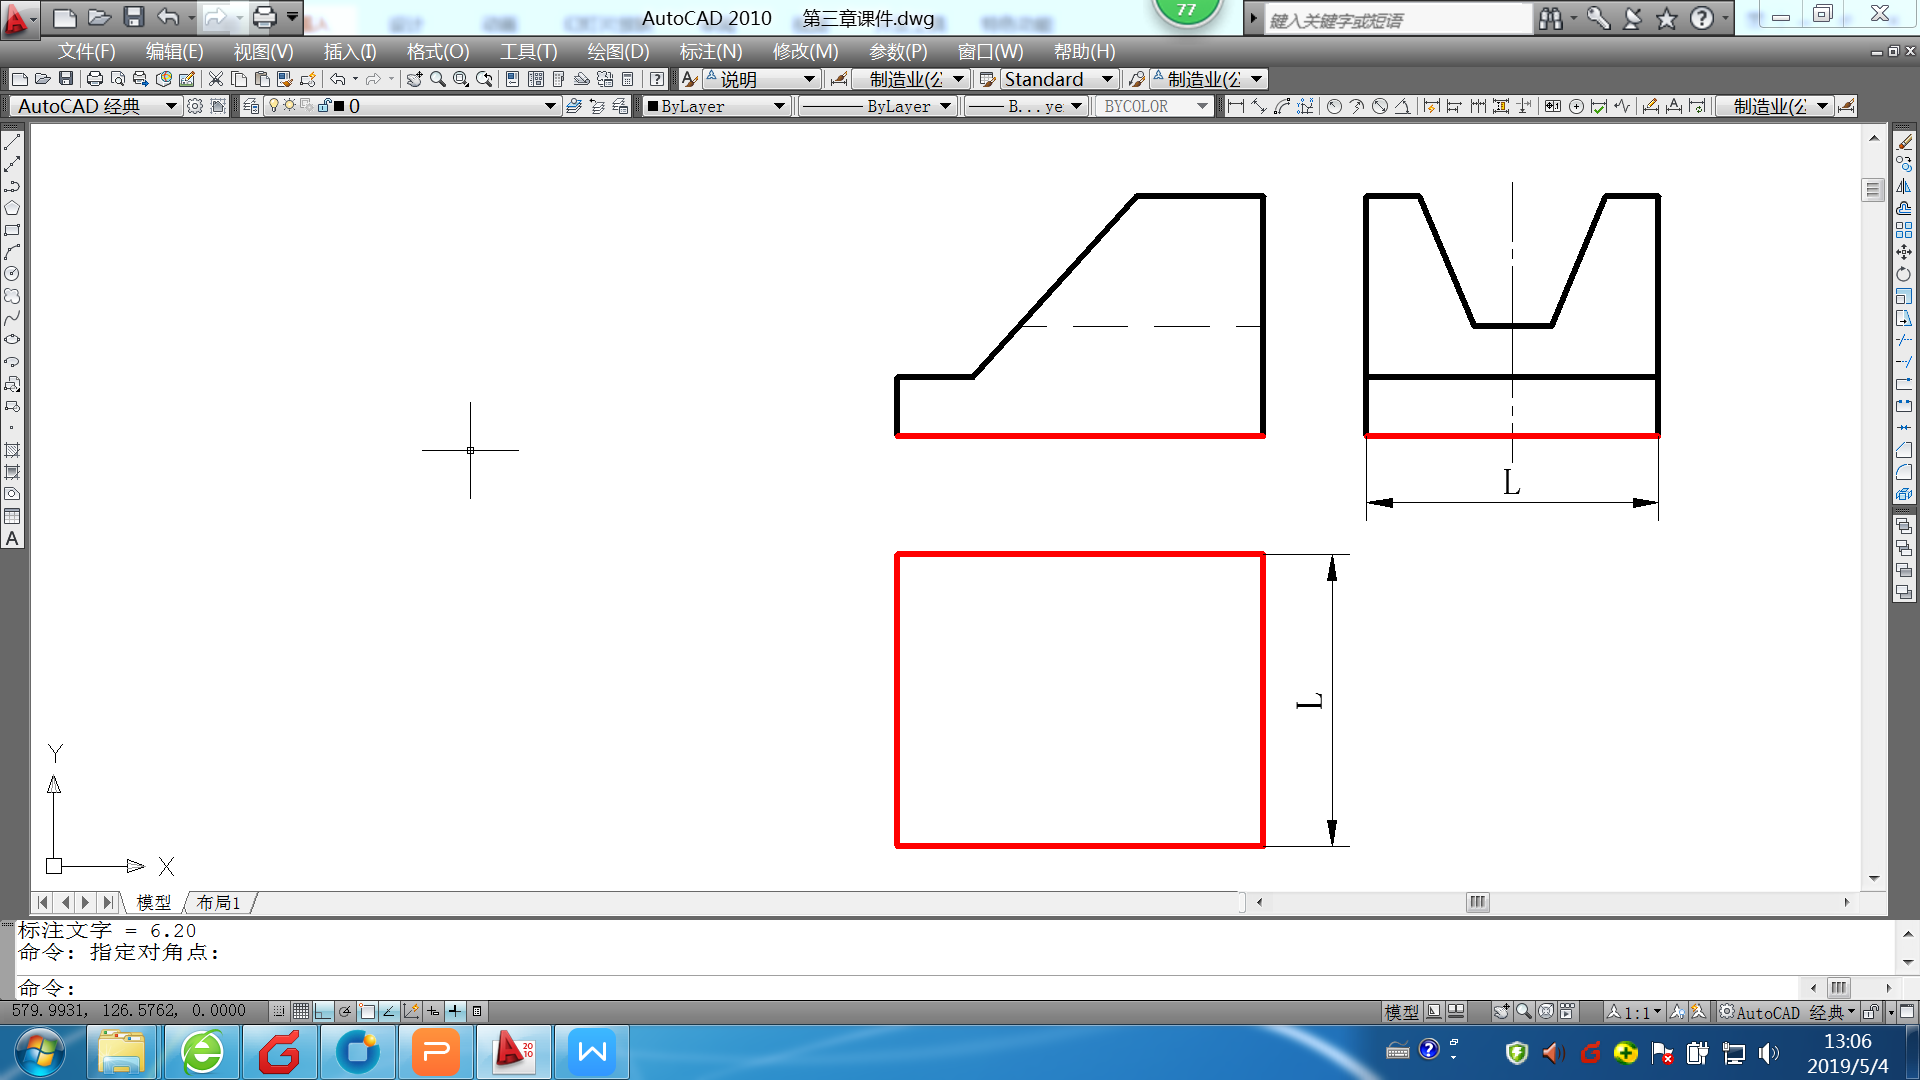 AutoCAD 2010 第三章课件.dwg
77
键入关键字或短语
文件(F) 编辑(E) 视图(V) 插入(I) 格式(O) 工具(T) 绘图(D) 标注(N) 修改(M) 参数(P) 窗口(W) 帮助(H)
说明 制造业(公 Standard 制造业(公
AutoCAD 经典 0 ByLayer ByLayer B...ye BYCOLOR 制造业(公
L
L
Y
X
A
模型 布局1
标注文字 = 6.20
命令: 指定对角点:
命令:
579.9931, 126.5762, 0.0000 模型 1:1 AutoCAD 经典
13:06
2019/5/4